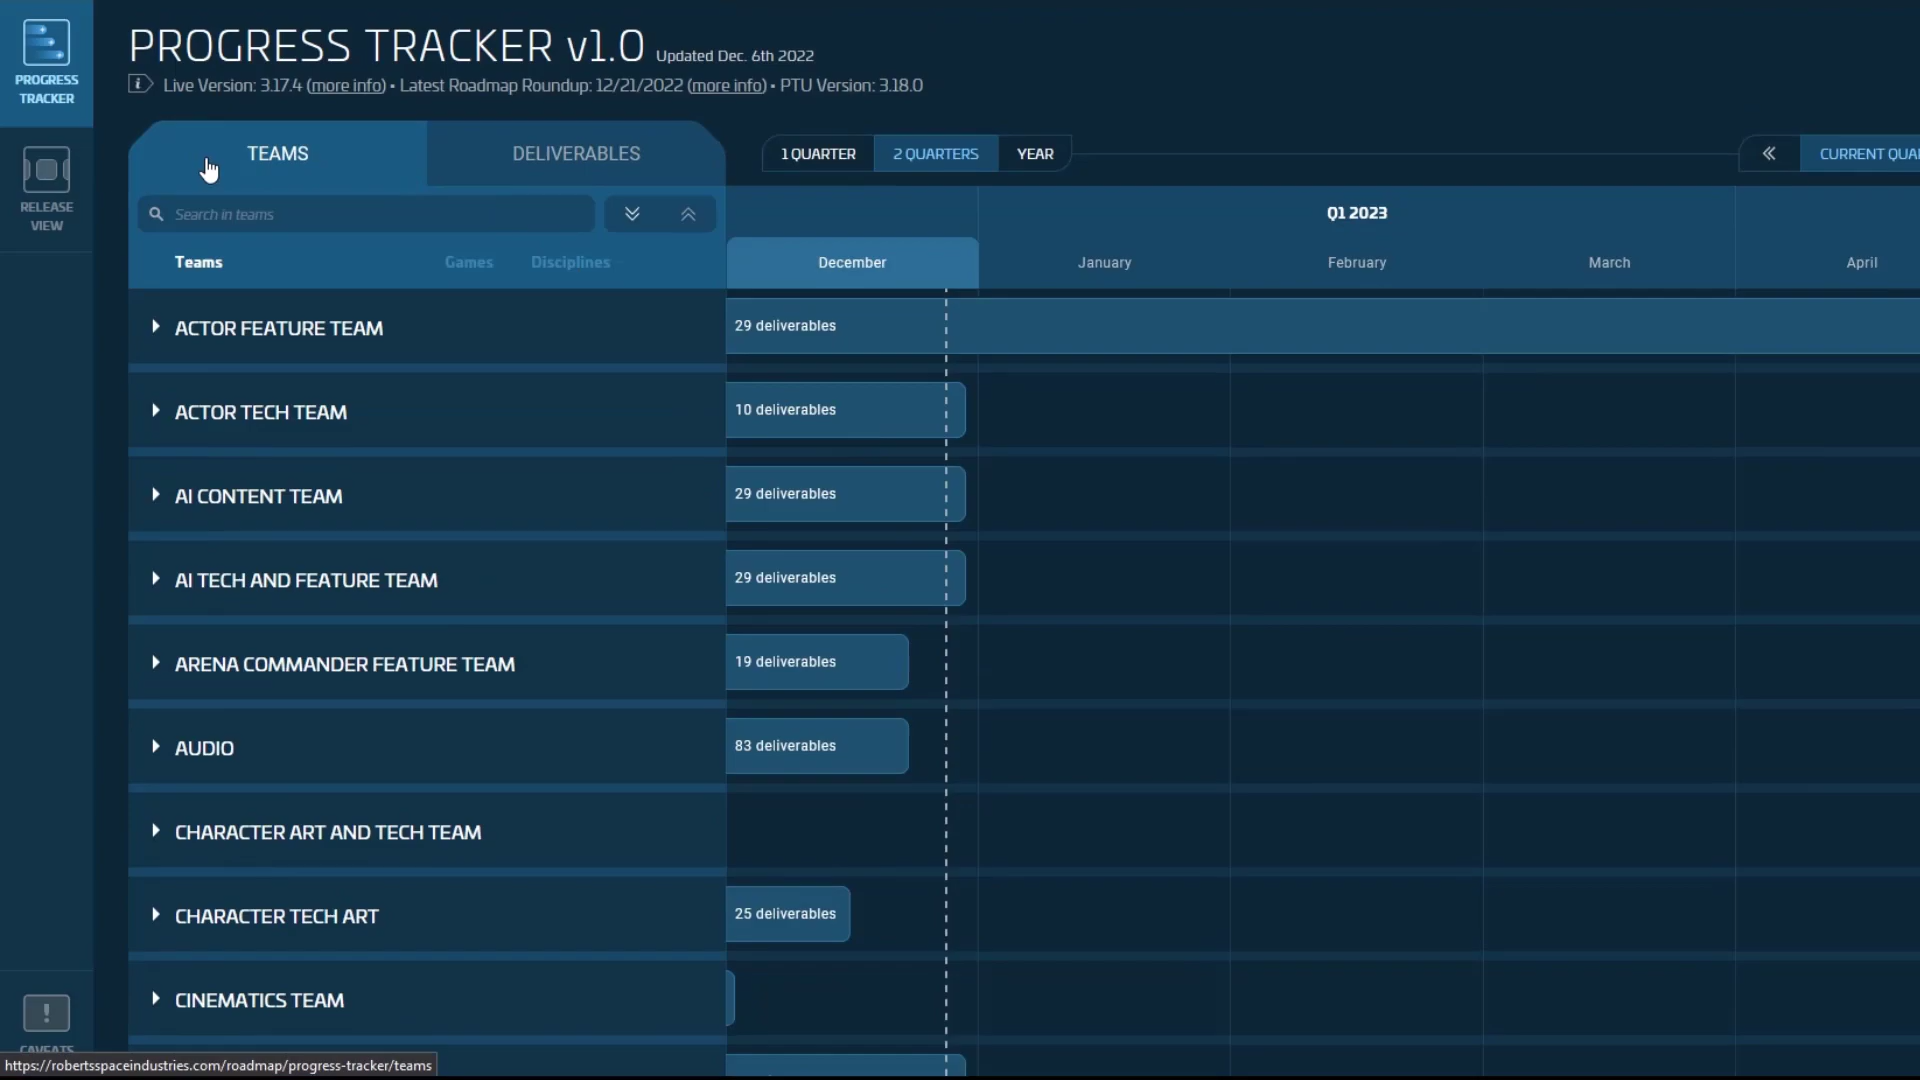 PROGRESS TRACKER
PROGRESS TRACKER v1.0 Updated Dec. 6th 2022
Live Version: 3.17.4 (more info) • Latest Roadmap Roundup: 12/21/2022 (more info) • PTU Version: 3.18.0
RELEASE VIEW
TEAMS
DELIVERABLES
1 QUARTER
2 QUARTERS
YEAR
CURRENT QUA
Search in teams
Q1 2023
Teams
Games
Disciplines
December
January
February
March
April
ACTOR FEATURE TEAM
29 deliverables
ACTOR TECH TEAM
10 deliverables
AI CONTENT TEAM
29 deliverables
AI TECH AND FEATURE TEAM
29 deliverables
ARENA COMMANDER FEATURE TEAM
19 deliverables
AUDIO
83 deliverables
CHARACTER ART AND TECH TEAM
CHARACTER TECH ART
25 deliverables
CINEMATICS TEAM
CAVEATS
https://robertsspaceindustries.com/roadmap/progress-tracker/teams